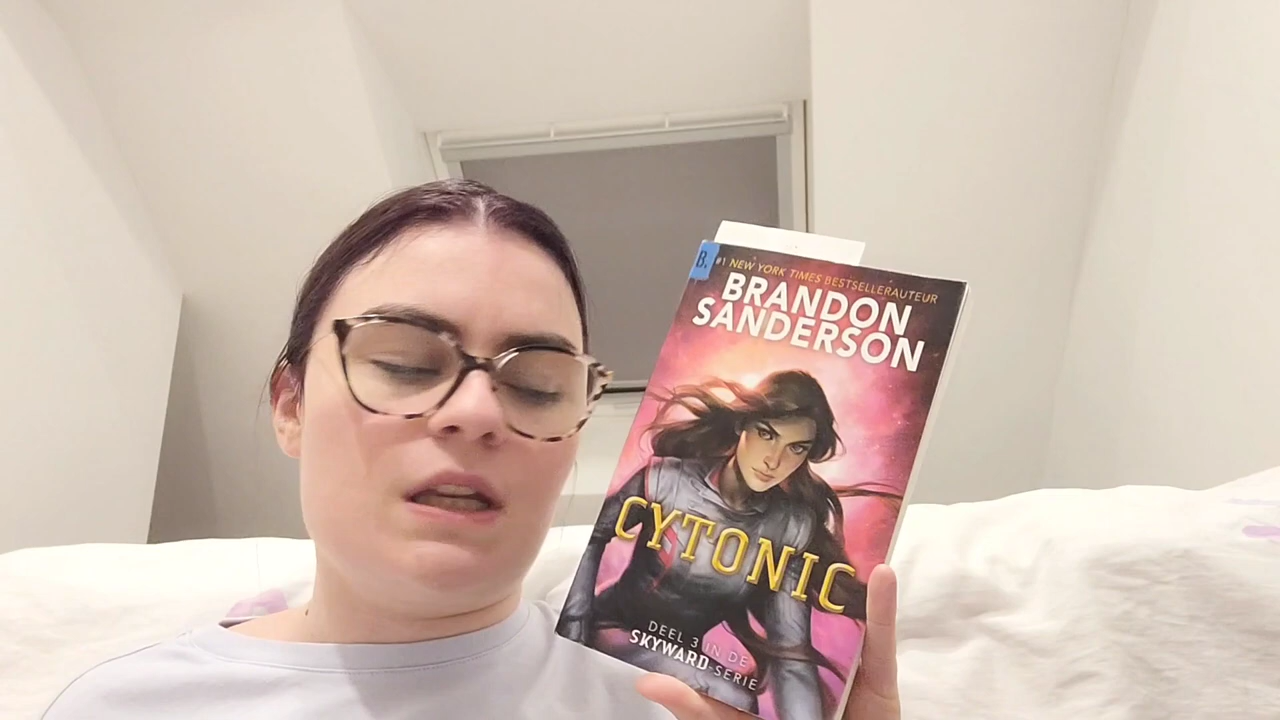 B.
#1 NEW YORK TIMES BESTSELLERAUTEUR
BRANDON
SANDERSON
CYTONIC
DEEL 3 IN DE
SKYWARD-SERIE